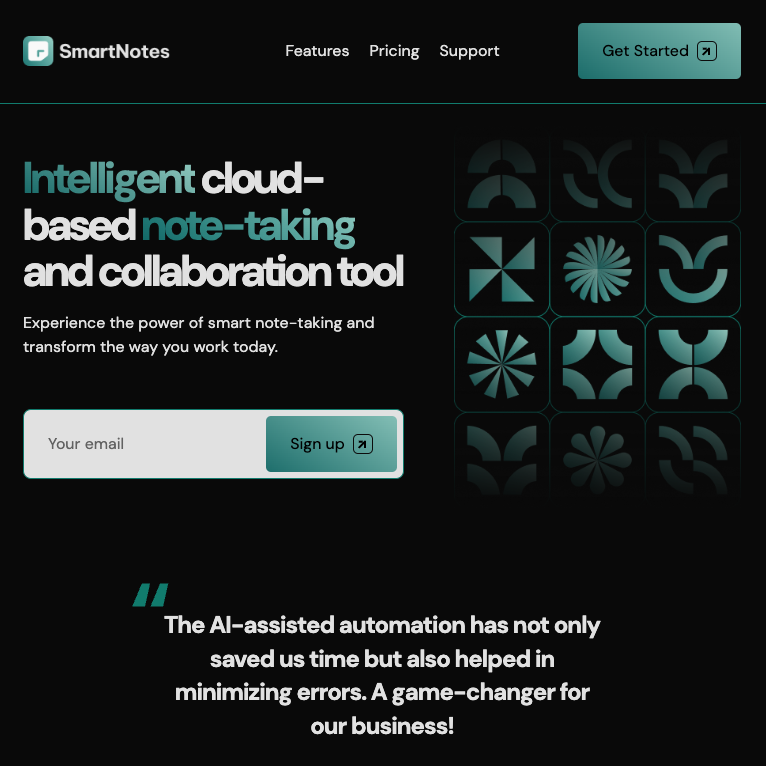 SmartNotes
Features
Pricing
Support
Get Started
Intelligent cloud-
based note-taking
and collaboration tool
Experience the power of smart note-taking and
transform the way you work today.
Your email
Sign up
The AI-assisted automation has not only
saved us time but also helped in
minimizing errors. A game-changer for
our business!